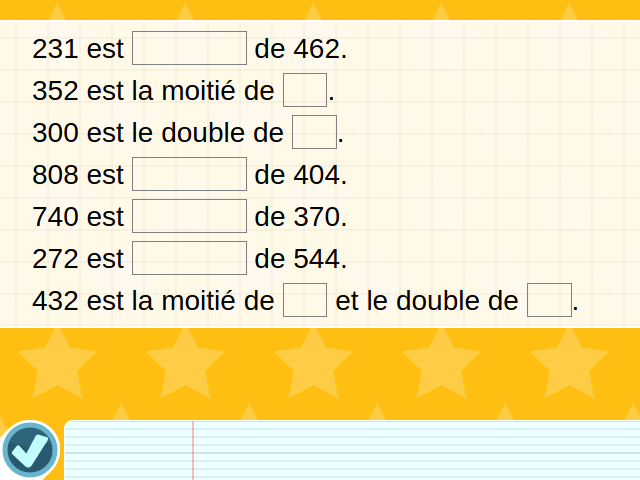 231 est de 462.
352 est la moitié de .
300 est le double de .
808 est de 404.
740 est de 370.
272 est de 544.
432 est la moitié de et le double de .